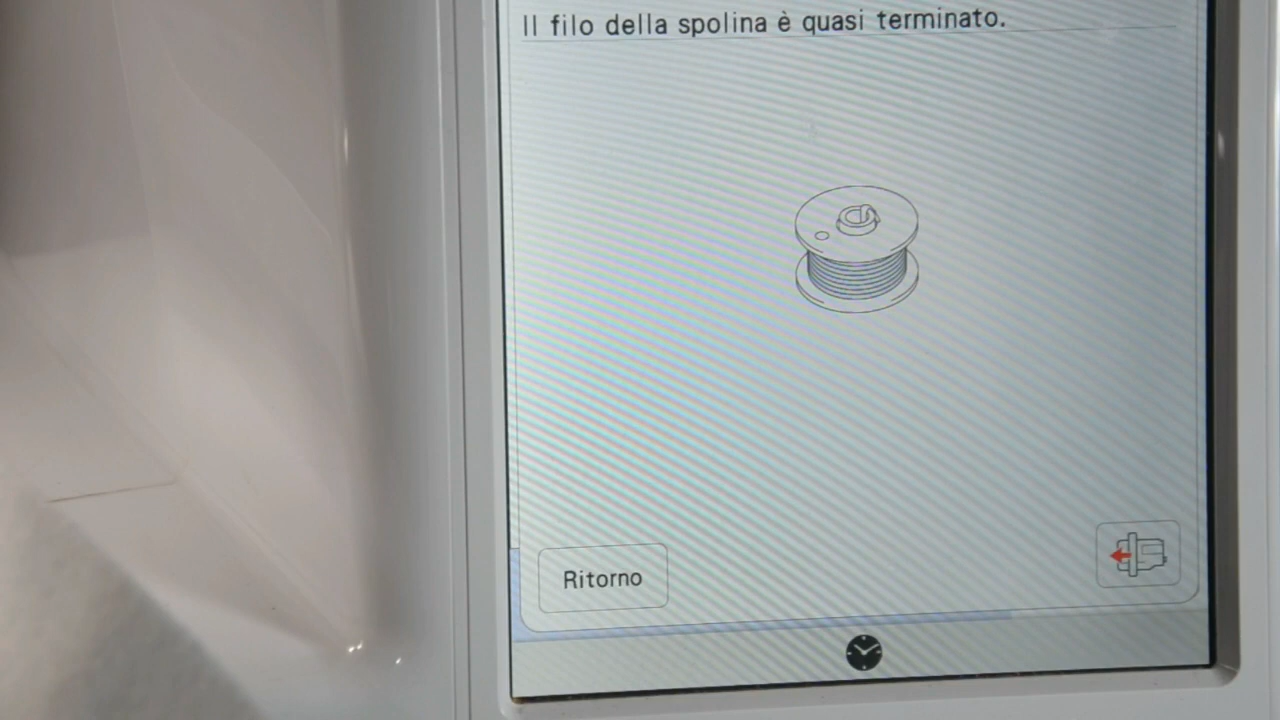 Il filo della spolina è quasi terminato.
Ritorno